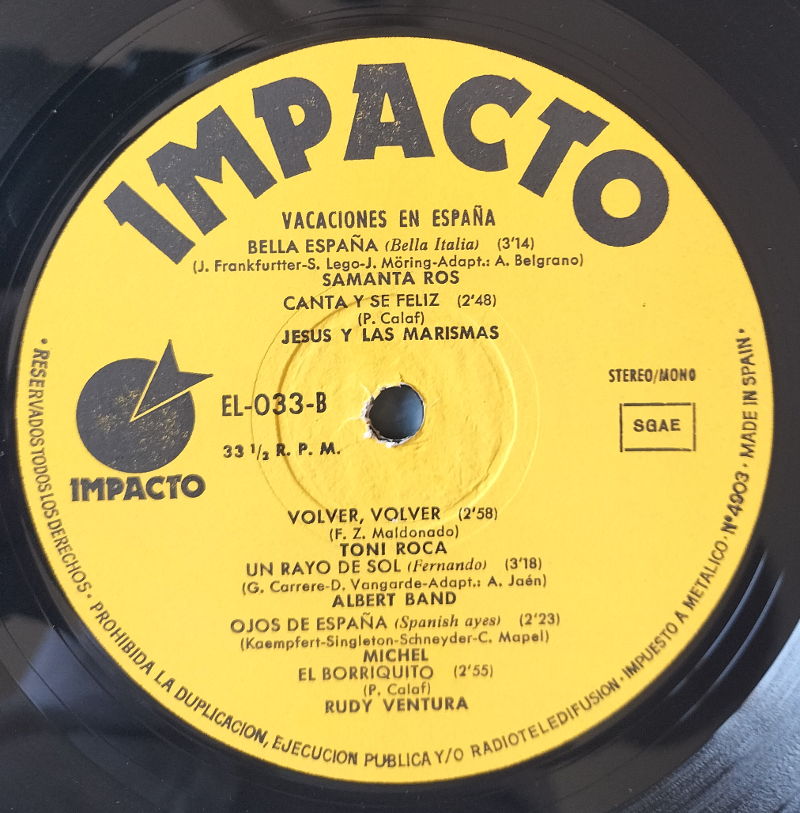 IMPACTO
VACACIONES EN ESPAÑA
BELLA ESPAÑA (Bella Italia) (3'14)
(J. Frankfurtter-S. Lego-J. Möring-Adapt.: A. Belgrano)
SAMANTA ROS
CANTA Y SE FELIZ (2'48)
(P. Calaf)
JESUS Y LAS MARISMAS
STEREO/MONO
EL-033-B
SGAE
33 1/2 R. P. M.
IMPACTO
VOLVER, VOLVER (2'58)
(F. Z. Maldonado)
TONI ROCA
UN RAYO DE SOL (Fernando) (3'18)
(G. Carrere-D. Vangarde-Adapt.: A. Jaén)
ALBERT BAND
OJOS DE ESPAÑA (Spanish ayes) (2'23)
(Kaempfert-Singleton-Schneyder-C. Mapel)
MICHEL
EL BORRIQUITO (2'55)
(P. Calaf)
RUDY VENTURA
• RESERVADOS TODOS LOS DERECHOS • PROHIBIDA LA DUPLICACION, EJECUCION PUBLICA Y/O RADIOTELEDIFUSION • IMPUESTO A METALICO • Nº 4903 • MADE IN SPAIN •